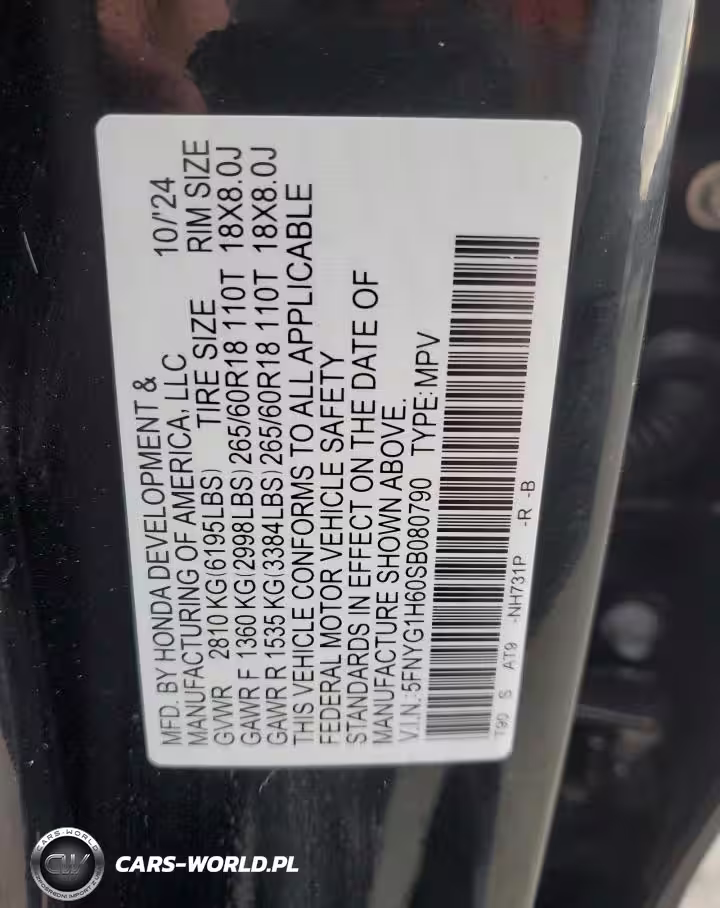 MFD. BY HONDA DEVELOPMENT &
MANUFACTURING OF AMERICA, LLC 10/'24
GVWR 2810 KG (6195LBS) TIRE SIZE RIM SIZE
GAWR F 1360 KG (2998LBS) 265/60R18 110T 18X8.0J
GAWR R 1535 KG (3384LBS) 265/60R18 110T 18X8.0J
THIS VEHICLE CONFORMS TO ALL APPLICABLE
FEDERAL MOTOR VEHICLE SAFETY
STANDARDS IN EFFECT ON THE DATE OF
MANUFACTURE SHOWN ABOVE.
V.I.N.:5FNYG1H60SB080790 TYPE:MPV
T90 S AT9 -NH731P -R -B
CARS-WORLD
CW
CARS-WORLD.PL